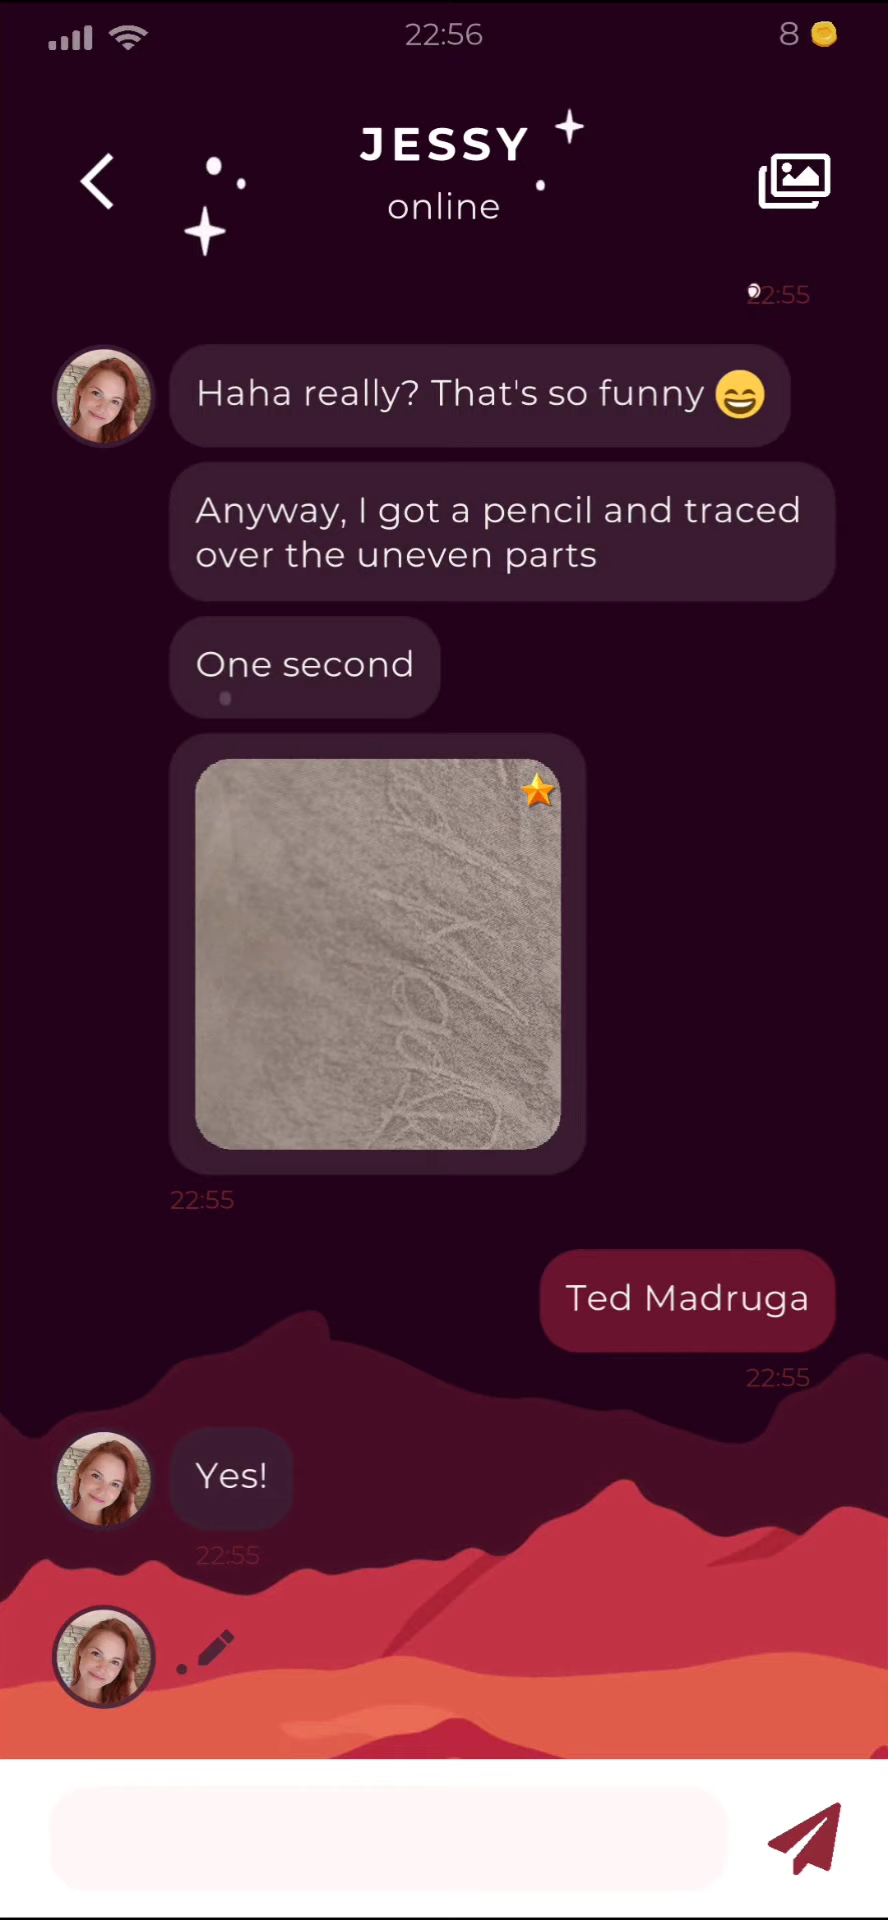 22:56
8
JESSY
online
22:55
Haha really? That's so funny 😄
Anyway, I got a pencil and traced
over the uneven parts
One second
22:55
Ted Madruga
22:55
Yes!
22:55